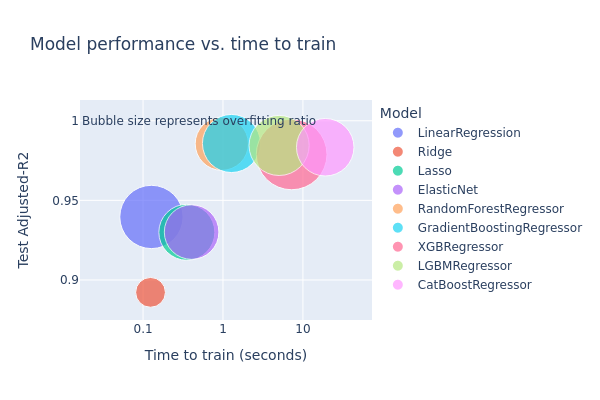 Model performance vs. time to train
Bubble size represents overfitting ratio
1
0.95
0.9
Test Adjusted-R2
0.1
1
10
Time to train (seconds)
Model
LinearRegression
Ridge
Lasso
ElasticNet
RandomForestRegressor
GradientBoostingRegressor
XGBRegressor
LGBMRegressor
CatBoostRegressor